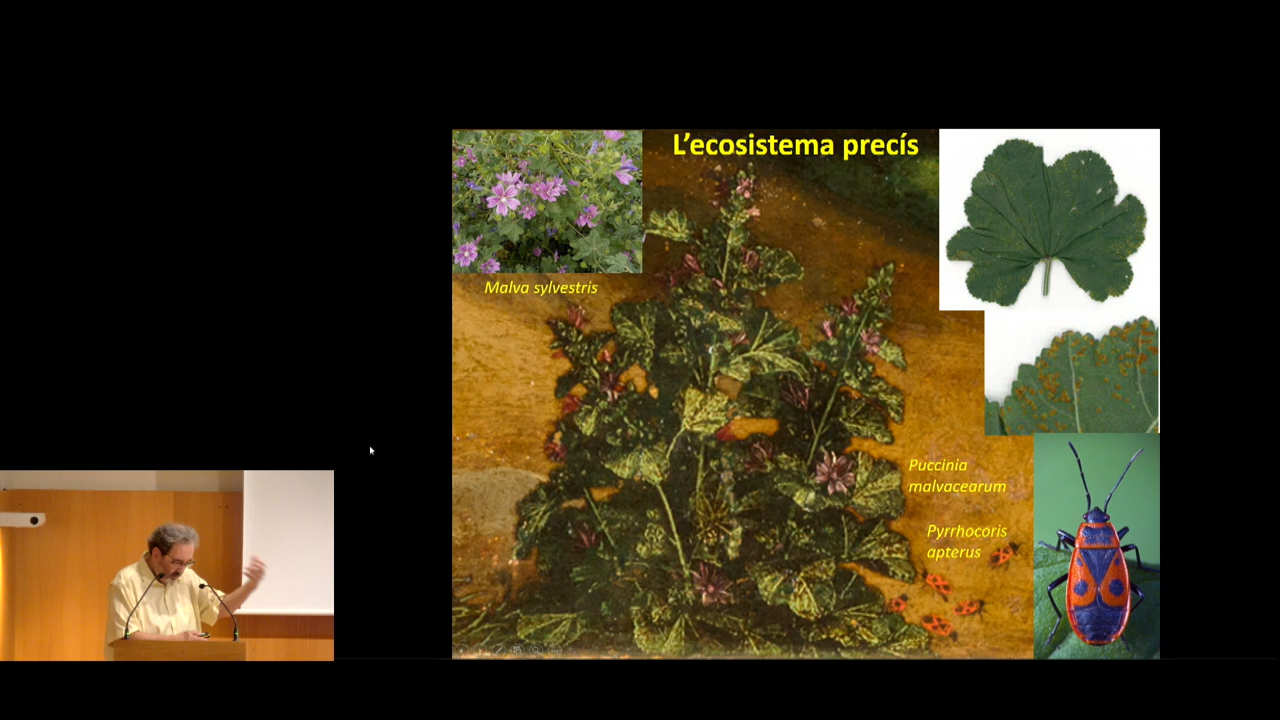 L’ecosistema precís
Malva sylvestris
Puccinia
malvacearum
Pyrrhocoris
apterus